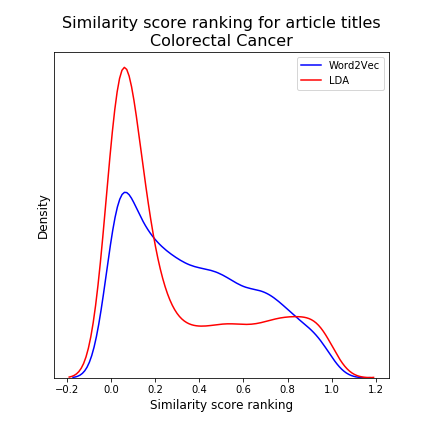 Similarity score ranking for article titles
Colorectal Cancer
Word2Vec
LDA
Density
−0.2 0.0 0.2 0.4 0.6 0.8 1.0 1.2
Similarity score ranking